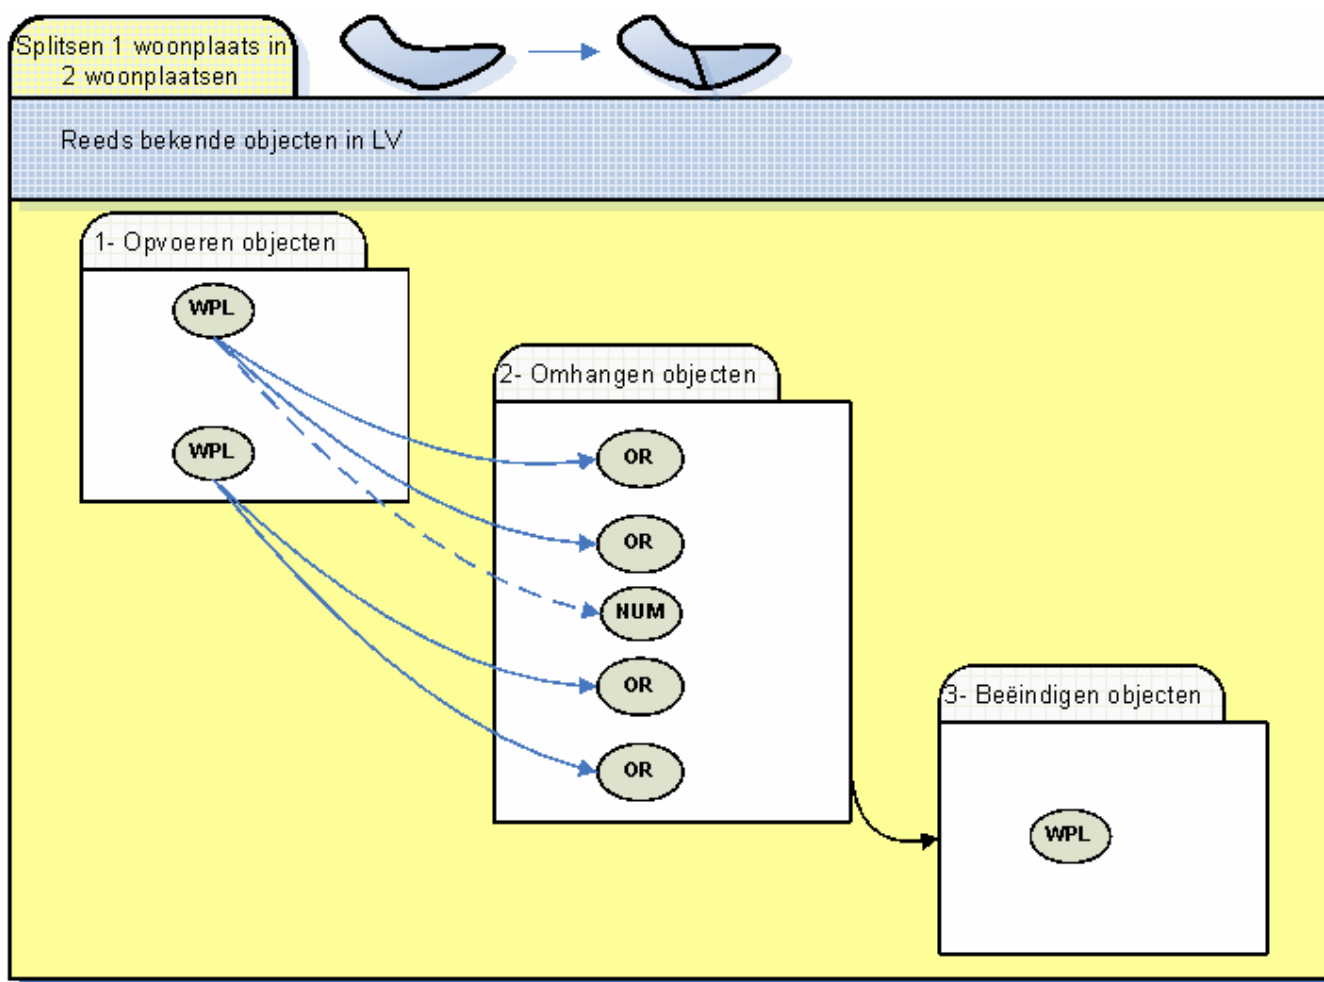 Splitsen 1 woonplaats in
2 woonplaatsen
Reeds bekende objecten in LV
1- Opvoeren objecten
WPL
WPL
2- Omhangen objecten
OR
OR
NUM
OR
OR
3- Beëindigen objecten
WPL